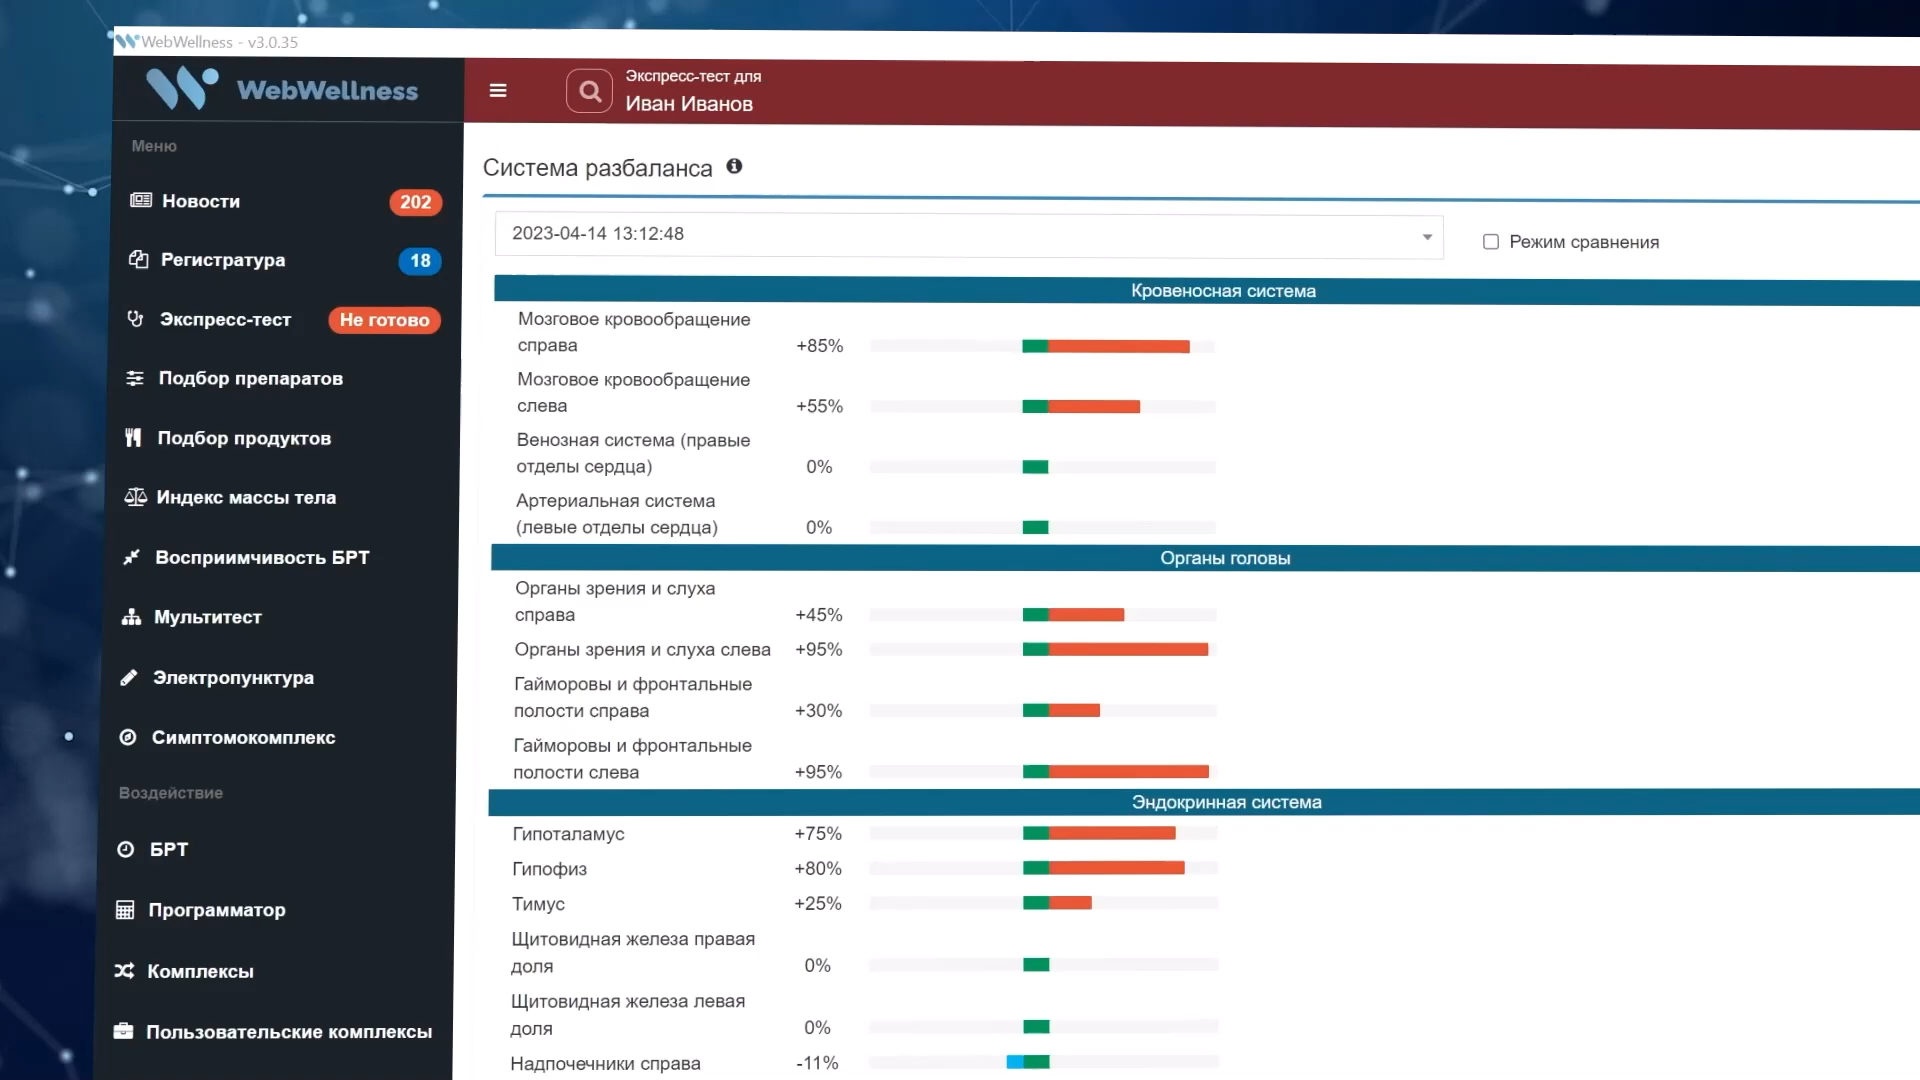 WebWellness - v3.0.35
WebWellness
Экспресс-тест для
Иван Иванов
Меню
Новости
202
Регистратура
18
Экспресс-тест
Не готово
Подбор препаратов
Подбор продуктов
Индекс массы тела
Восприимчивость БРТ
Мультитест
Электропунктура
Симптомокомплекс
Воздействие
БРТ
Программатор
Комплексы
Пользовательские комплексы
Система разбаланса
2023-04-14 13:12:48
Режим сравнения
Кровеносная система
Мозговое кровообращение
справа +85%
Мозговое кровообращение
слева +55%
Венозная система (правые
отделы сердца) 0%
Артериальная система
(левые отделы сердца) 0%
Органы головы
Органы зрения и слуха
справа +45%
Органы зрения и слуха слева +95%
Гайморовы и фронтальные
полости справа +30%
Гайморовы и фронтальные
полости слева +95%
Эндокринная система
Гипоталамус +75%
Гипофиз +80%
Тимус +25%
Щитовидная железа правая
доля 0%
Щитовидная железа левая
доля 0%
Надпочечники справа -11%